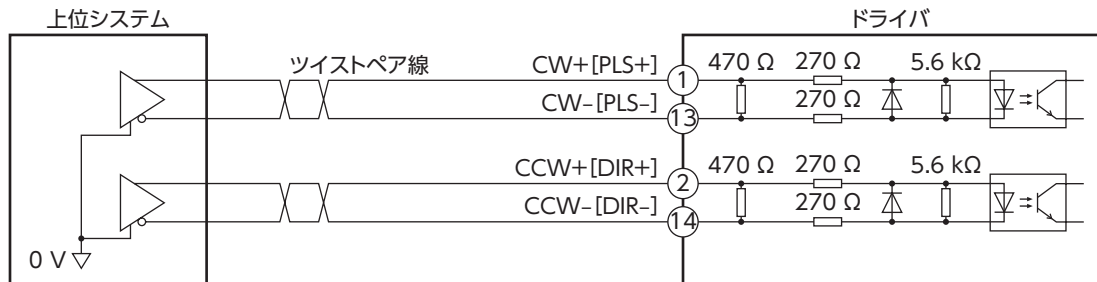 上位システム
ドライバ
ツイストペア線
CW+[PLS+]
1
470 Ω
270 Ω
5.6 kΩ
CW-[PLS-]
13
270 Ω
CCW+[DIR+]
2
470 Ω
270 Ω
5.6 kΩ
CCW-[DIR-]
14
270 Ω
0 V